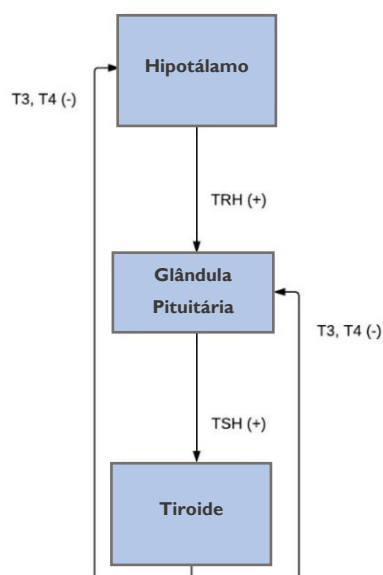 Hipotálamo
T3, T4 (-)
TRH (+)
Glândula
Pituitária
T3, T4 (-)
TSH (+)
Tiroide